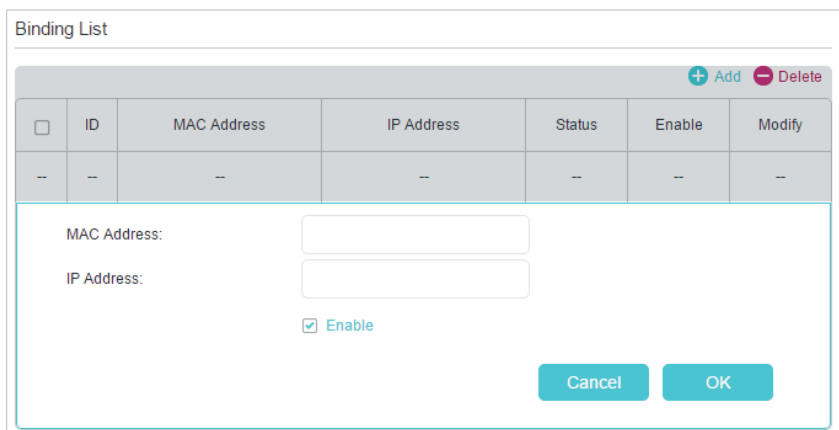 Binding List
Add Delete
ID MAC Address IP Address Status Enable Modify
-- -- -- -- -- -- --
MAC Address:
IP Address:
Enable
Cancel OK